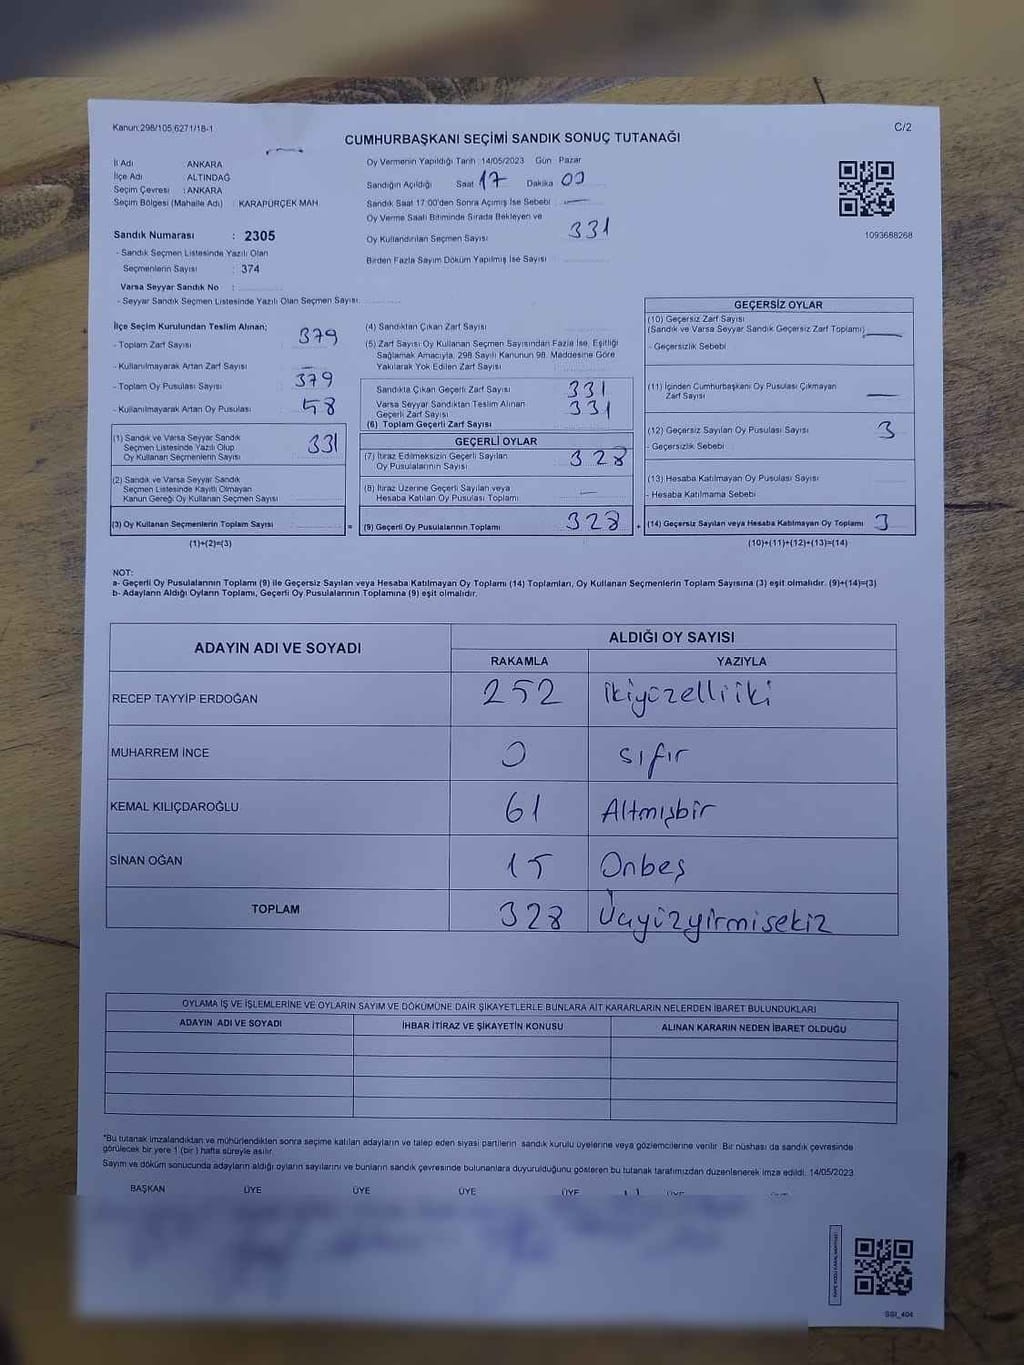 Kanun:298/105;6271/18-1
C/2
CUMHURBAŞKANI SEÇİMİ SANDIK SONUÇ TUTANAĞI
İl Adı : ANKARA
İlçe Adı : ALTINDAĞ
Seçim Çevresi : ANKARA
Seçim Bölgesi (Mahalle Adı) : KARAPÜRÇEK MAH
Sandık Numarası : 2305
- Sandık Seçmen Listesinde Yazılı Olan
Seçmenlerin Sayısı : 374
Varsa Seyyar Sandık No :
- Seyyar Sandık Seçmen Listesinde Yazılı Olan Seçmen Sayısı
Oy Vermenin Yapıldığı Tarih :14/05/2023 Gün : Pazar
Sandığın Açıldığı Saat 17 Dakika 00
Sandık Saat 17:00'den Sonra Açımış İse Sebebi —
Oy Verme Saati Bitiminde Sırada Bekleyen ve
Oy Kullandırılan Seçmen Sayısı 331
Birden Fazla Sayım Döküm Yapılmış İse Sayısı
1093688268
İlçe Seçim Kurulundan Teslim Alınan;
- Toplam Zarf Sayısı 379
- Kullanılmayarak Artan Zarf Sayısı —
- Toplam Oy Pusulası Sayısı 379
- Kullanılmayarak Artan Oy Pusulası 48
(1) Sandık ve Varsa Seyyar Sandık
Seçmen Listesinde Yazılı Olup
Oy Kullanan Seçmenlerin Sayısı 331
(2) Sandık ve Varsa Seyyar Sandık
Seçmen Listesinde Kayıtlı Olmayan
Kanun Gereği Oy Kullanan Seçmen Sayısı
(3) Oy Kullanan Seçmenlerin Toplam Sayısı
=
(1)+(2)=(3)
(4) Sandıktan Çıkan Zarf Sayısı
(5) Zarf Sayısı Oy Kullanan Seçmen Sayısından Fazla İse, Eşitliği
Sağlamak Amacıyla, 298 Sayılı Kanunun 98. Maddesine Göre
Yakılarak Yok Edilen Zarf Sayısı
Sandıkta Çıkan Geçerli Zarf Sayısı 331
Varsa Seyyar Sandıktan Teslim Alınan
Geçerli Zarf Sayısı 331
(6) Toplam Geçerli Zarf Sayısı
GEÇERLİ OYLAR
(7) İtiraz Edilmeksizin Geçerli Sayılan
Oy Pusulalarının Sayısı 328
(8) İtiraz Üzerine Geçerli Sayılan veya
Hesaba Katılan Oy Pusulası Toplamı —
(9) Geçerli Oy Pusulalarının Toplamı 328
+
GEÇERSİZ OYLAR
(10) Geçersiz Zarf Sayısı
(Sandık ve Varsa Seyyar Sandık Geçersiz Zarf Toplamı) —
- Geçersizlik Sebebi
(11) İçinden Cumhurbaşkanı Oy Pusulası Çıkmayan
Zarf Sayısı —
(12) Geçersiz Sayılan Oy Pusulası Sayısı 3
- Geçersizlik Sebebi
(13) Hesaba Katılmayan Oy Pusulası Sayısı
- Hesaba Katılmama Sebebi
(14) Geçersiz Sayılan veya Hesaba Katılmayan Oy Toplamı 3
(10)+(11)+(12)+(13)=(14)
NOT:
a- Geçerli Oy Pusulalarının Toplamı (9) ile Geçersiz Sayılan veya Hesaba Katılmayan Oy Toplamı (14) Toplamları, Oy Kullanan Seçmenlerin Toplam Sayısına (3) eşit olmalıdır. (9)+(14)=(3)
b- Adayların Aldığı Oyların Toplamı, Geçerli Oy Pusulalarının Toplamına (9) eşit olmalıdır.
ADAYIN ADI VE SOYADI
ALDIĞI OY SAYISI
RAKAMLA YAZIYLA
RECEP TAYYİP ERDOĞAN 252 ikiyüzelliiki
MUHARREM İNCE 0 sıfır
KEMAL KILIÇDAROĞLU 61 Altmışbir
SİNAN OĞAN 15 Onbeş
TOPLAM 328 Üçyüzyirmisekiz
OYLAMA İŞ VE İŞLEMLERİNE VE OYLARIN SAYIM VE DÖKÜMÜNE DAİR ŞİKAYETLERLE BUNLARA AİT KARARLARIN NELERDEN İBARET BULUNDUKLARI
ADAYIN ADI VE SOYADI İHBAR İTİRAZ VE ŞİKAYETİN KONUSU ALINAN KARARIN NEDEN İBARET OLDUĞU
*Bu tutanak imzalandıktan ve mühürlendikten sonra seçime katılan adayların ve talep eden siyasi partilerin sandık kurulu üyelerine veya gözlemcilerine verilir. Bir nüshası da sandık çevresinde
görülecek bir yere 1 (bir) hafta süreyle asılır.
Sayım ve döküm sonucunda adayların aldığı oyların sayılarını ve bunların sandık çevresinde bulunanlara duyurulduğunu gösteren bu tutanak tarafımızdan düzenlenerek imza edildi. 14/05/2023
BAŞKAN ÜYE ÜYE ÜYE ÜYE ÜYE
SSI_404